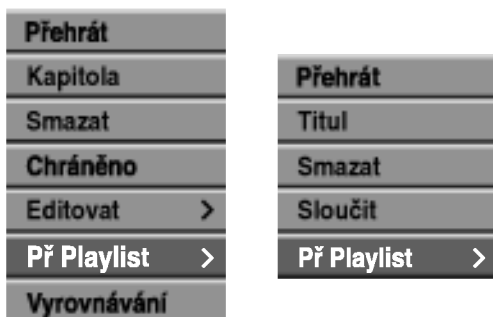 Přehrát
Kapitola
Smazat
Chráněno
Editovat >
Př Playlist >
Vyrovnávání
Přehrát
Titul
Smazat
Sloučit
Př Playlist >